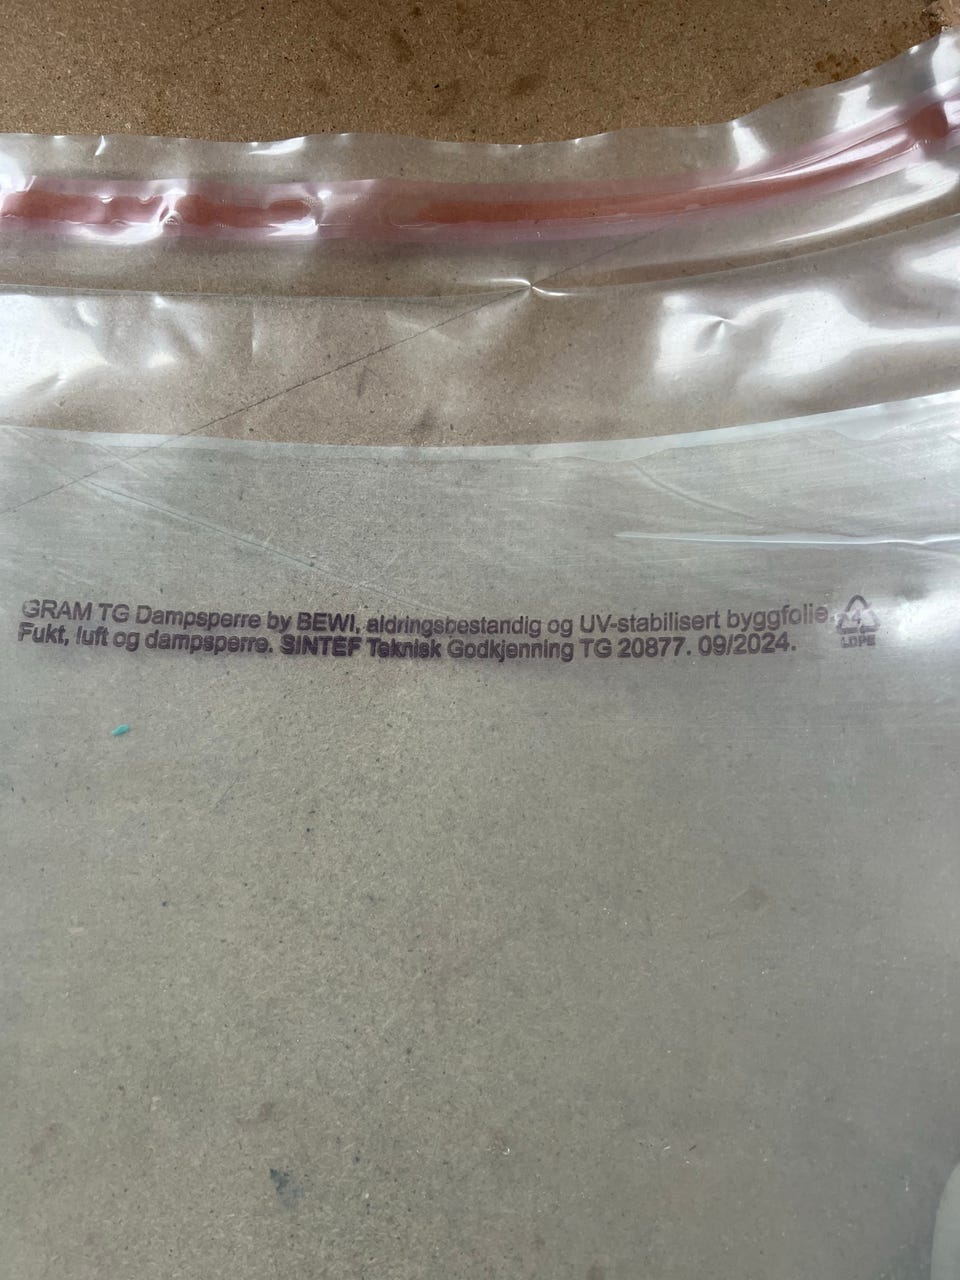 GRAM TG Dampsperre by BEWI, aldringsbestandig og UV-stabilisert byggfolie.
Fukt, luft og dampsperre. SINTEF Teknisk Godkjenning TG 20877. 09/2024.
4
LDPE